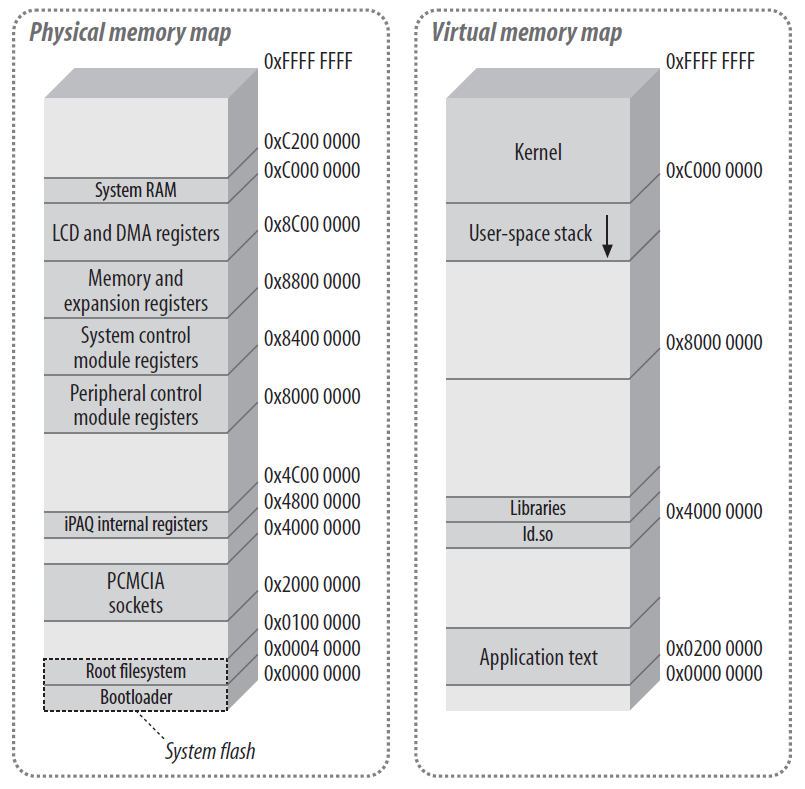 Physical memory map
0xFFFF FFFF
0xC200 0000
0xC000 0000
System RAM
LCD and DMA registers
0x8C00 0000
Memory and
expansion registers
0x8800 0000
System control
module registers
0x8400 0000
Peripheral control
module registers
0x8000 0000
0x4C00 0000
0x4800 0000
iPAQ internal registers
0x4000 0000
PCMCIA
sockets
0x2000 0000
0x0100 0000
0x0004 0000
Root filesystem
0x0000 0000
Bootloader
System flash
Virtual memory map
0xFFFF FFFF
Kernel
0xC000 0000
User-space stack
0x8000 0000
Libraries
0x4000 0000
ld.so
Application text
0x0200 0000
0x0000 0000